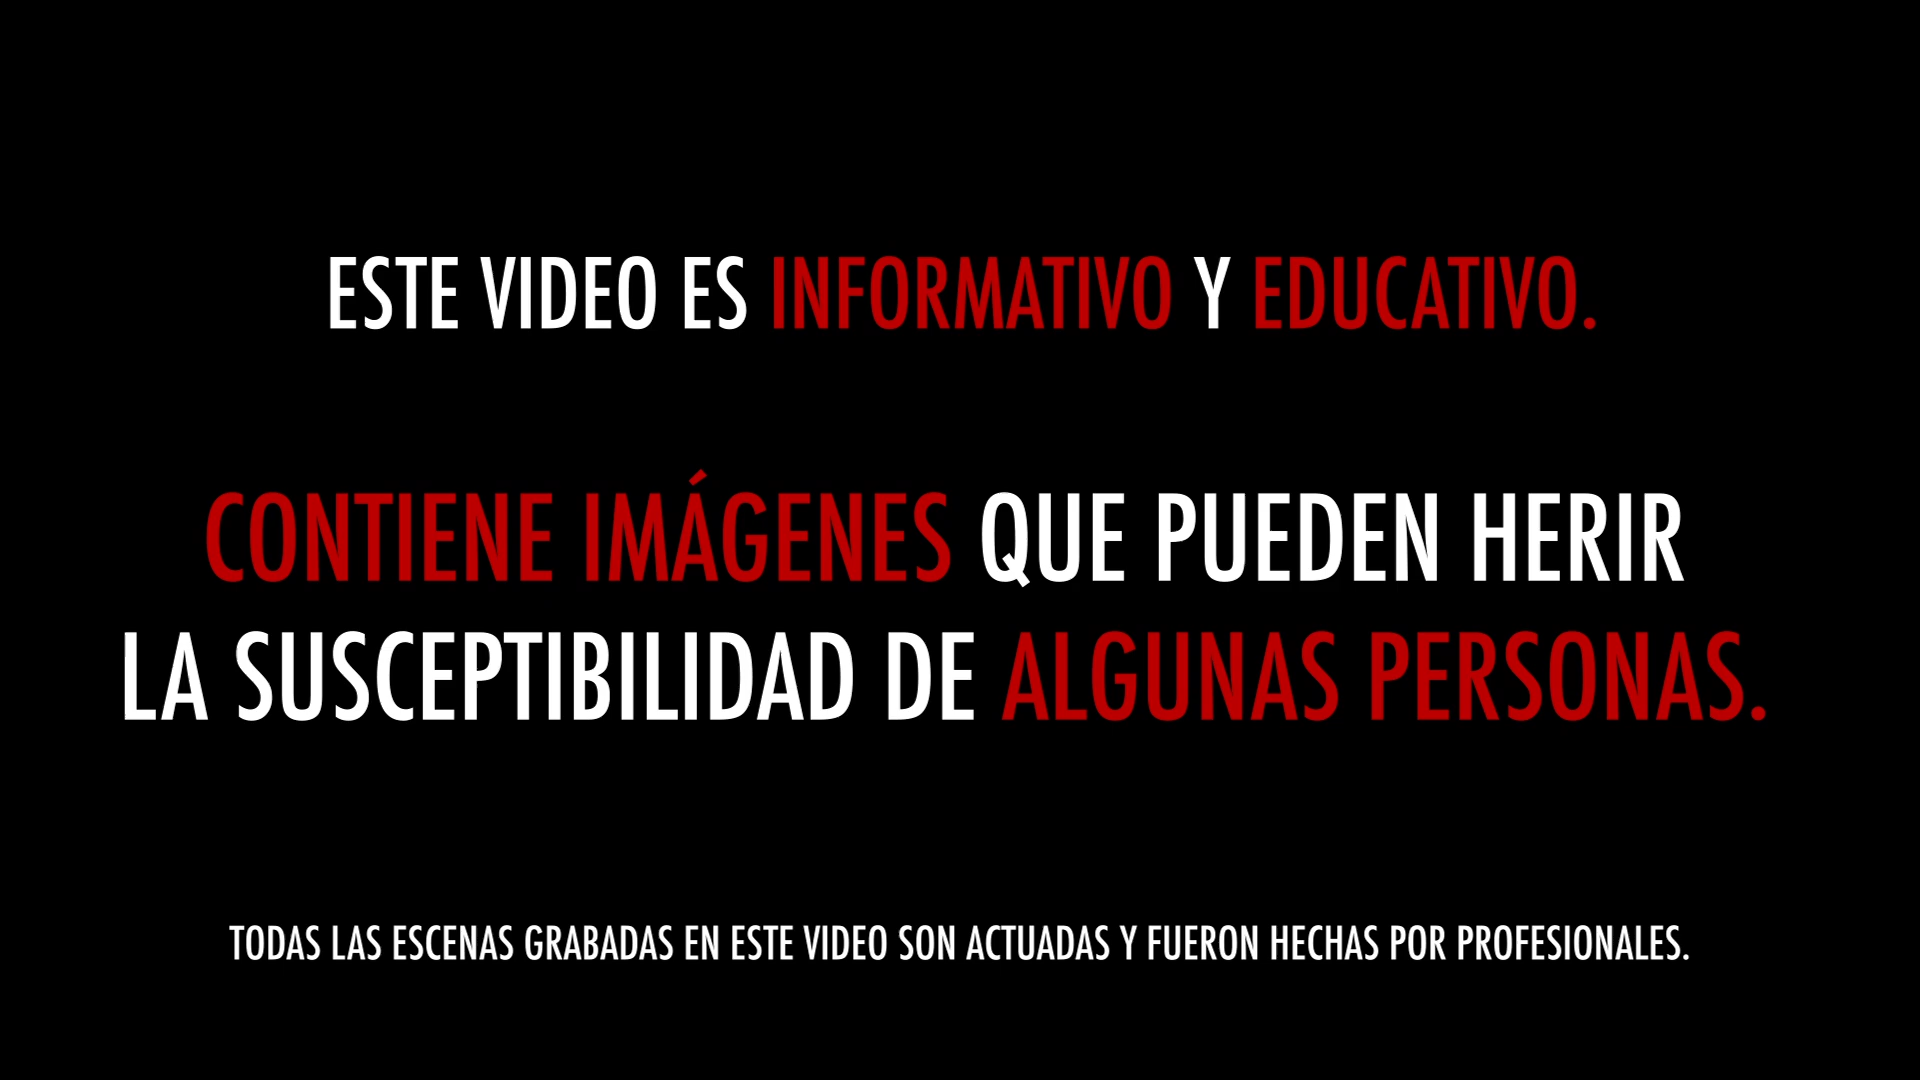 ESTE VIDEO ES INFORMATIVO Y EDUCATIVO.
CONTIENE IMÁGENES QUE PUEDEN HERIR
LA SUSCEPTIBILIDAD DE ALGUNAS PERSONAS.
TODAS LAS ESCENAS GRABADAS EN ESTE VIDEO SON ACTUADAS Y FUERON HECHAS POR PROFESIONALES.